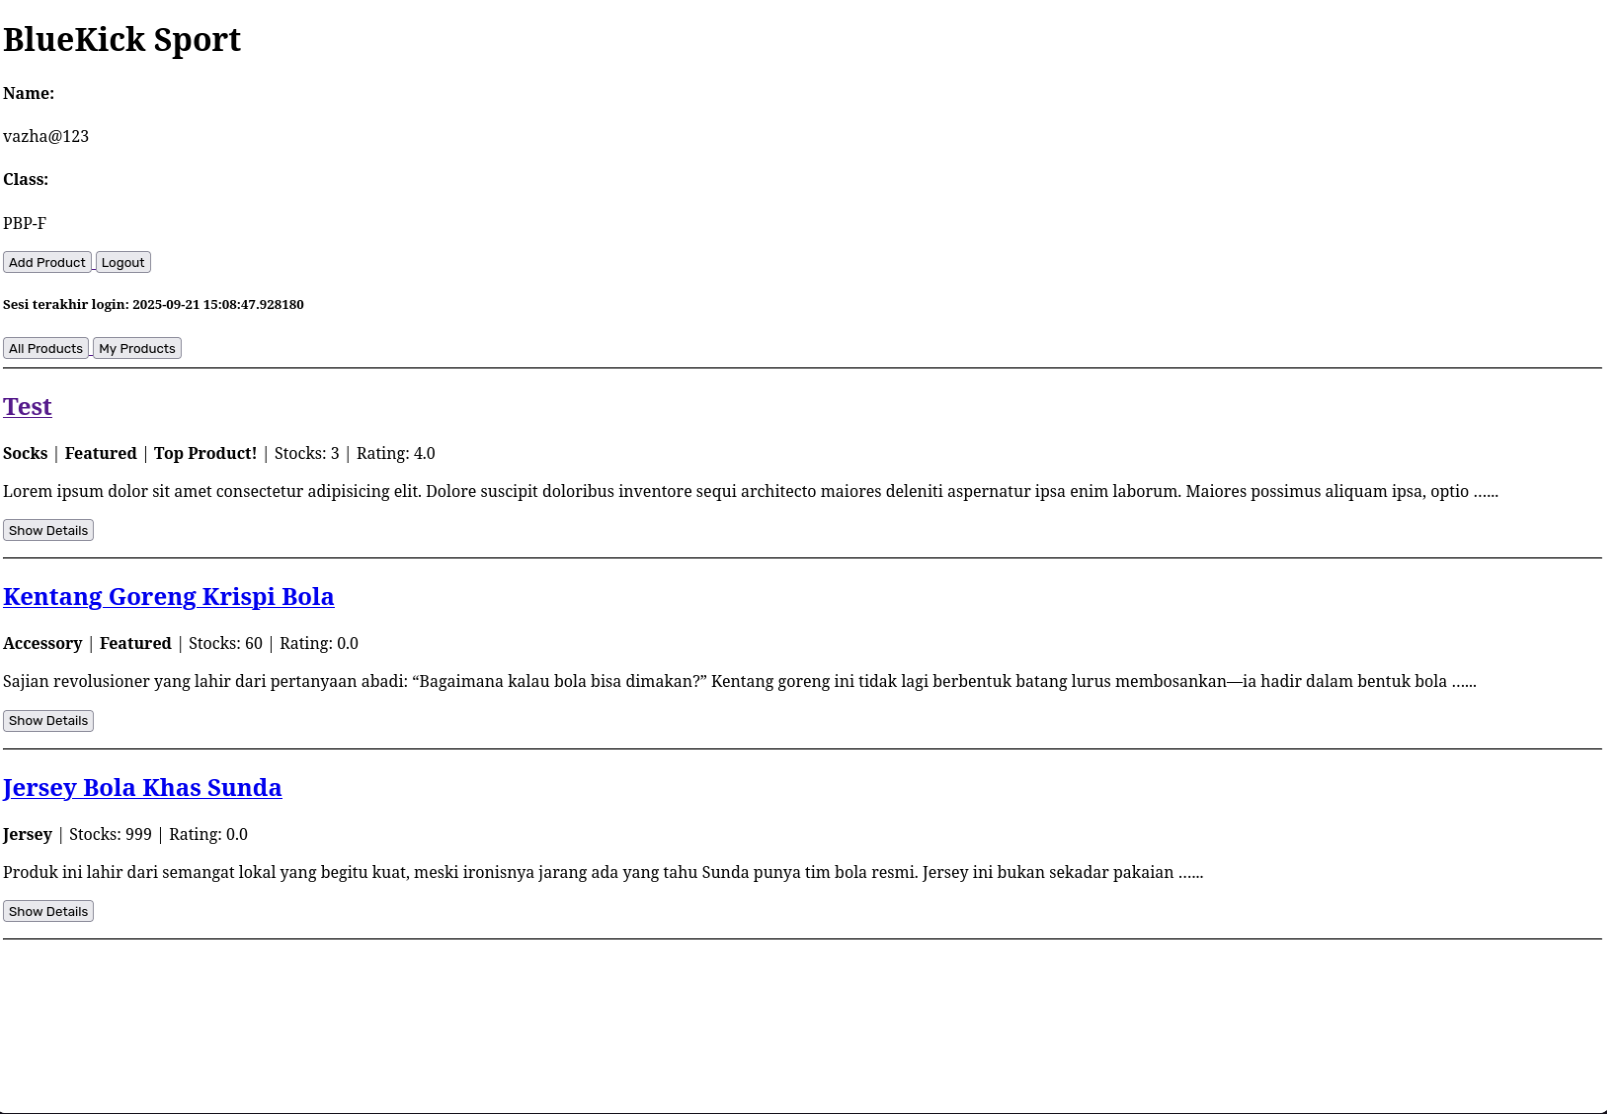 BlueKick Sport
Name:
vazha@123
Class:
PBP-F
Add Product Logout
Sesi terakhir login: 2025-09-21 15:08:47.928180
All Products My Products
Test
Socks | Featured | Top Product! | Stocks: 3 | Rating: 4.0
Lorem ipsum dolor sit amet consectetur adipisicing elit. Dolore suscipit doloribus inventore sequi architecto maiores deleniti aspernatur ipsa enim laborum. Maiores possimus aliquam ipsa, optio …...
Show Details
Kentang Goreng Krispi Bola
Accessory | Featured | Stocks: 60 | Rating: 0.0
Sajian revolusioner yang lahir dari pertanyaan abadi: “Bagaimana kalau bola bisa dimakan?” Kentang goreng ini tidak lagi berbentuk batang lurus membosankan—ia hadir dalam bentuk bola …...
Show Details
Jersey Bola Khas Sunda
Jersey | Stocks: 999 | Rating: 0.0
Produk ini lahir dari semangat lokal yang begitu kuat, meski ironisnya jarang ada yang tahu Sunda punya tim bola resmi. Jersey ini bukan sekadar pakaian …...
Show Details